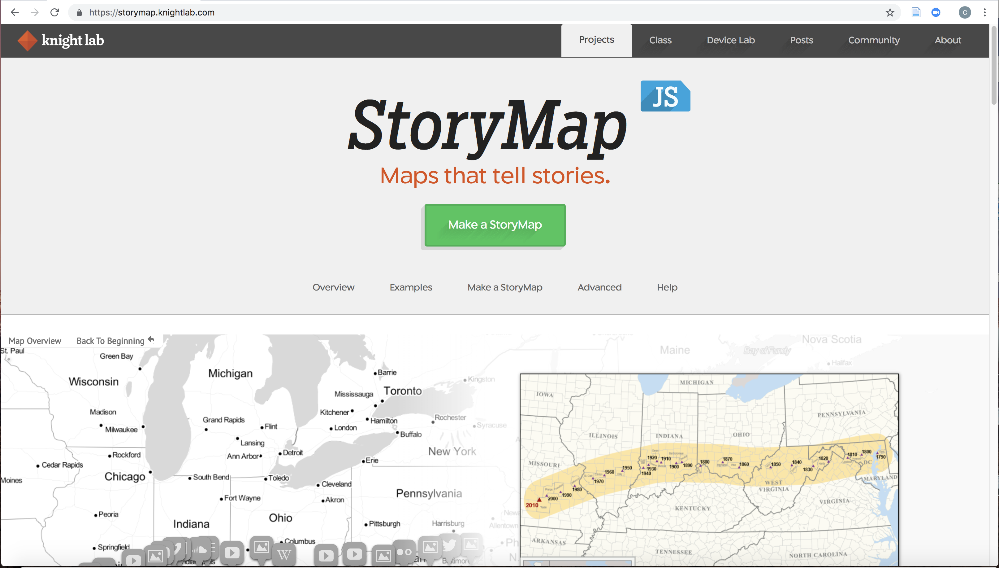 https://storymap.knightlab.com
C
knight lab
Projects
Class
Device Lab
Posts
Community
About
StoryMap
JS
Maps that tell stories.
Make a StoryMap
Overview
Examples
Make a StoryMap
Advanced
Help
Map Overview
Back To Beginning
St. Paul
Green Bay
Wisconsin
Michigan
Madison
Milwaukee
Grand Rapids
Flint
Lansing
Ann Arbor
Detroit
Rockford
Cedar Rapids
Chicago
Moines
South Bend
Toledo
Fort Wayne
Peoria
Indiana
Ohio
Springfield
Columbus
Barrie
Toronto
Mississauga
Kitchener
Hamilton
London
Kingston
Rochester
Syracuse
Buffalo
New York
Erie
Cleveland
Akron
Pennsylvania
Pittsburgh
Harrisburg
Allentown
Maine
Bay of Fundy
Nova Scotia
Halifax
W
IOWA
MICHIGAN
PENNSYLVANIA
ILLINOIS
INDIANA
OHIO
MISSOURI
WEST
VIRGINIA
DC
MARYLAND
VIRGINIA
KENTUCKY
ARKANSAS
TENNESSEE
NORTH CAROLINA
2010
2000
1990
1980
1970
1960
1950
1940
1930
1920
1910
1900
1890
1880
1870
1860
1850
1840
1830
1820
1810
1800
1790
Texas